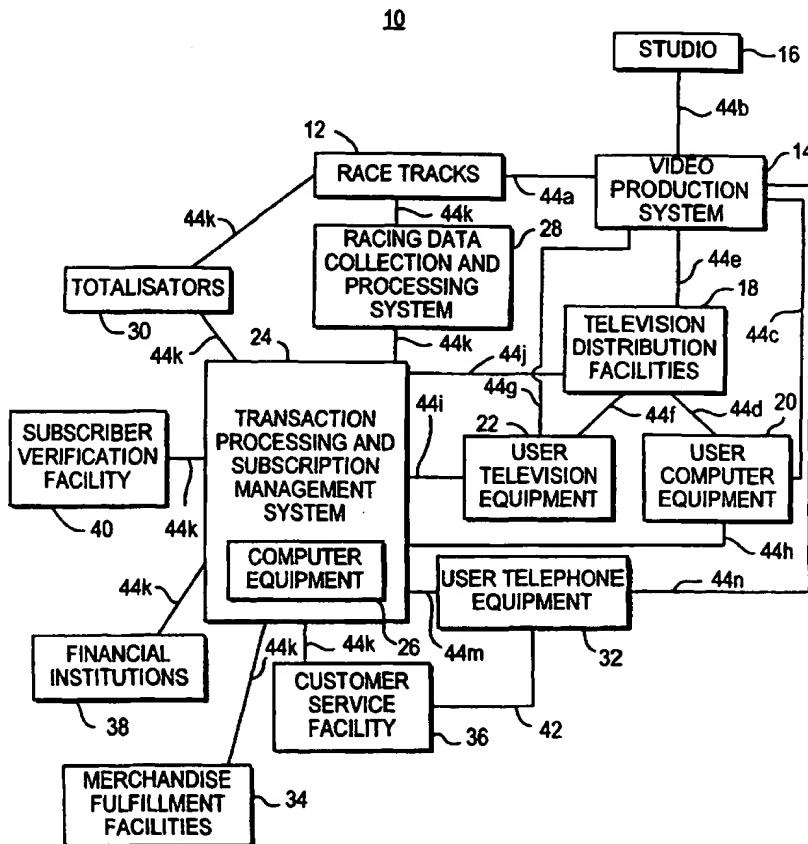 10
STUDIO
16
44b
12
14
RACE TRACKS
44a
VIDEO
PRODUCTION
SYSTEM
44k
44k
28
RACING DATA
COLLECTION AND
PROCESSING
SYSTEM
44e
18
44c
TOTALISATORS
30
44k
24
44k
44j
TELEVISION
DISTRIBUTION
FACILITIES
44g
44f
44d
20
SUBSCRIBER
VERIFICATION
FACILITY
40
44k
TRANSACTION
PROCESSING AND
SUBSCRIPTION
MANAGEMENT
SYSTEM
44i
22
USER
TELEVISION
EQUIPMENT
USER
COMPUTER
EQUIPMENT
44h
COMPUTER
EQUIPMENT
26
USER TELEPHONE
EQUIPMENT
44n
32
44m
44k
FINANCIAL
INSTITUTIONS
38
44k
44k
CUSTOMER
SERVICE
FACILITY
36
42
MERCHANDISE
FULFILLMENT
FACILITIES
34